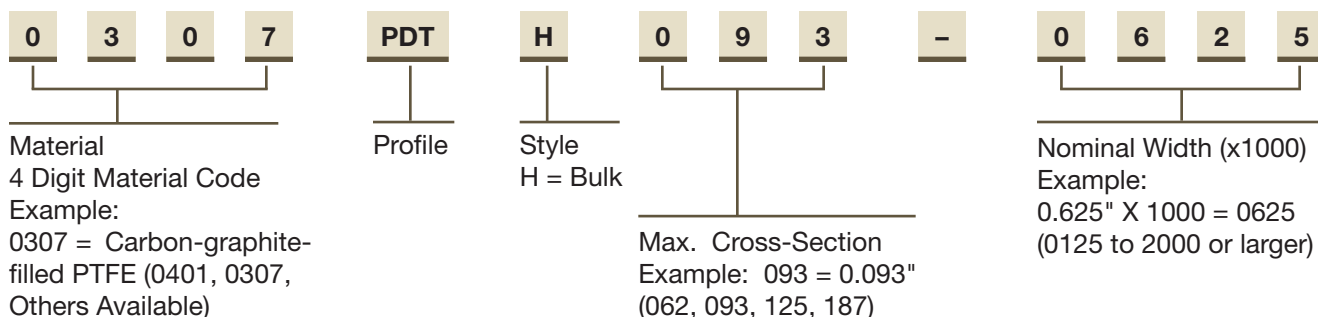 0 3 0 7 PDT H 0 9 3 – 0 6 2 5
Material
4 Digit Material Code
Example:
0307 = Carbon-graphite-
filled PTFE (0401, 0307,
Others Available)
Profile
Style
H = Bulk
Max. Cross-Section
Example: 093 = 0.093"
(062, 093, 125, 187)
Nominal Width (x1000)
Example:
0.625" X 1000 = 0625
(0125 to 2000 or larger)